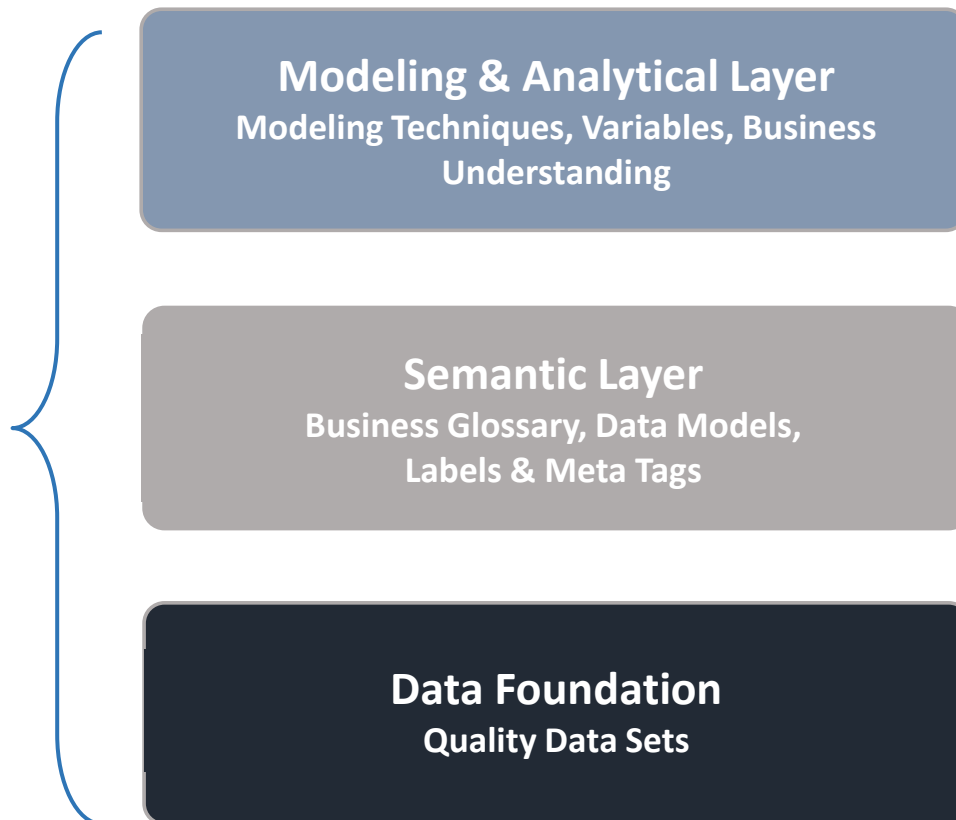 Modeling & Analytical Layer
Modeling Techniques, Variables, Business
Understanding
Semantic Layer
Business Glossary, Data Models,
Labels & Meta Tags
Data Foundation
Quality Data Sets